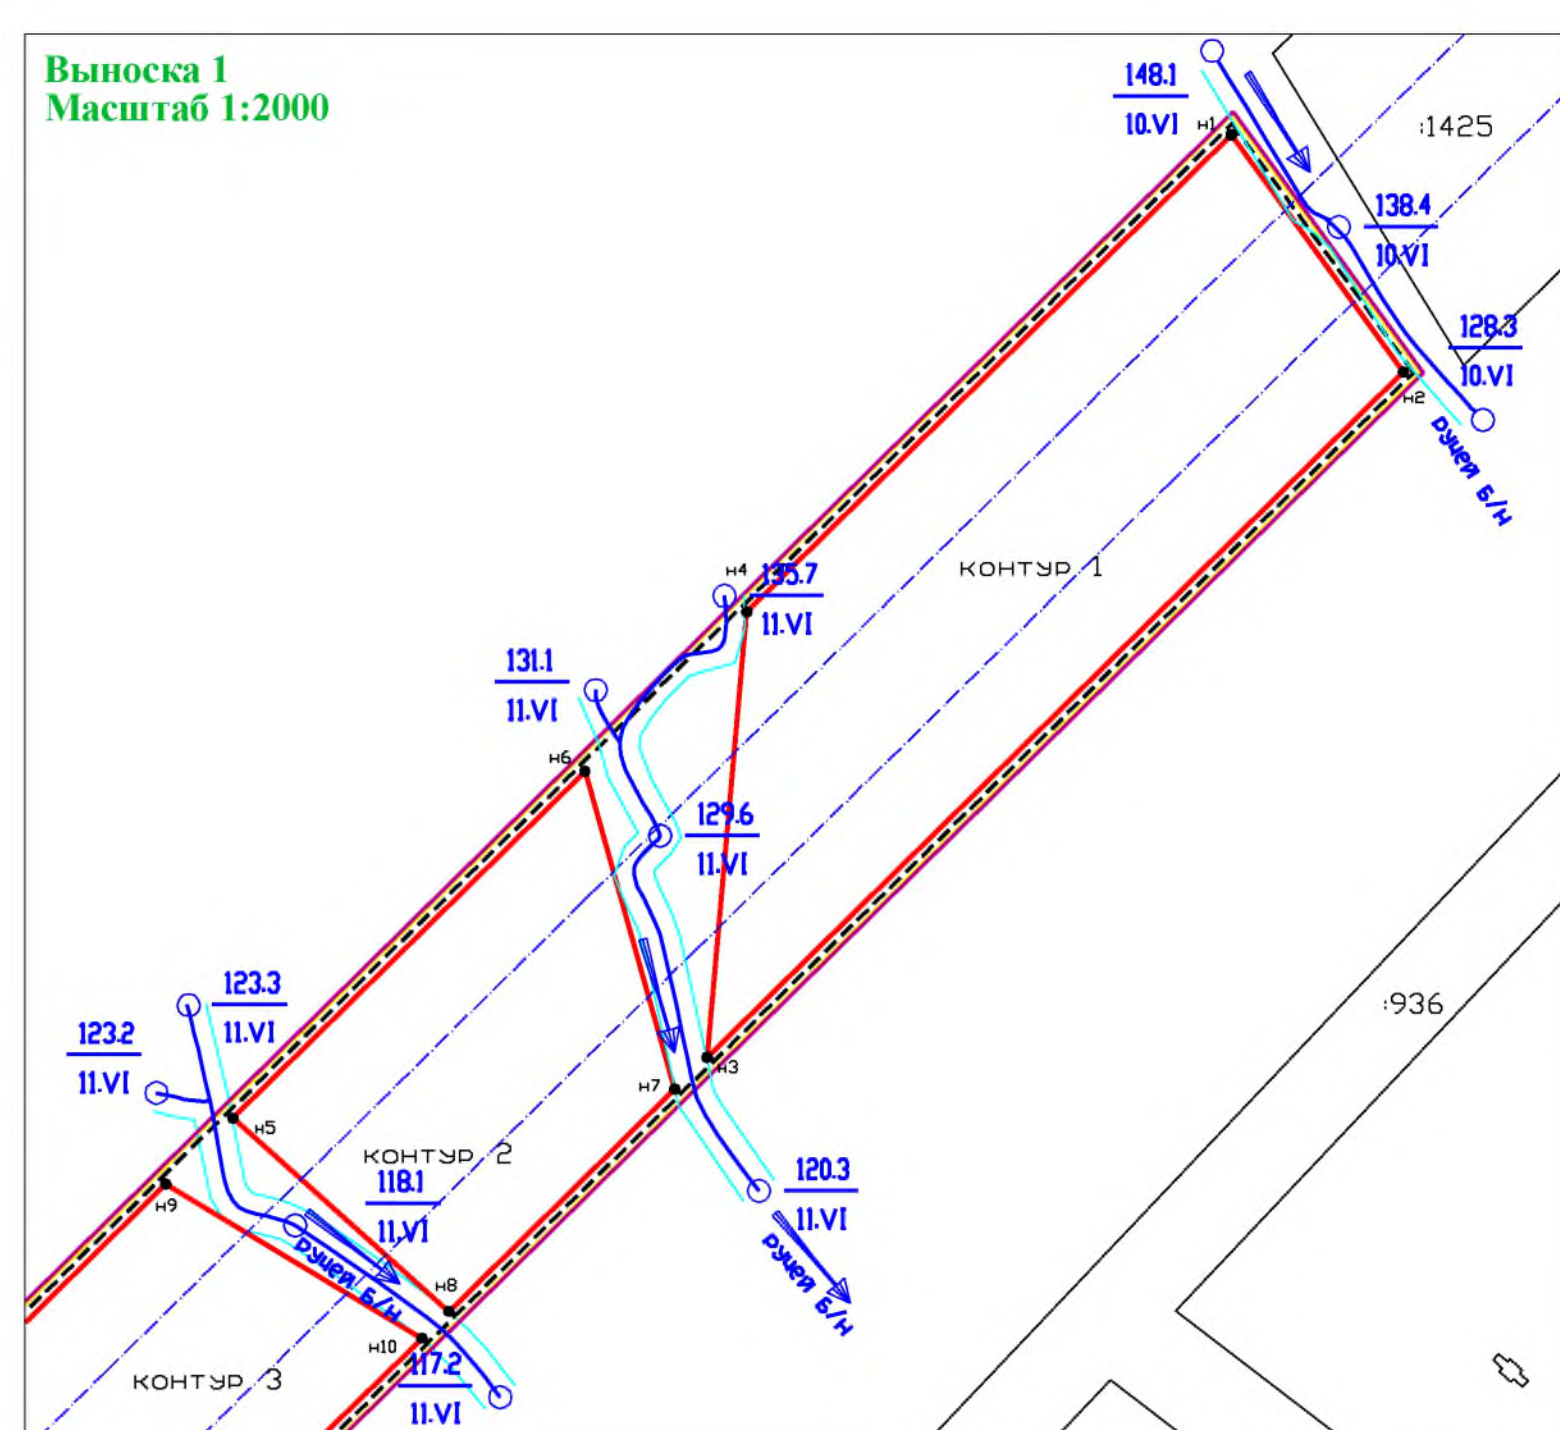 Выноска 1
Масштаб 1:2000
148.1
10.VI
н1
:1425
138.4
10.VI
128.3
10.VI
н2
ручей Б/Н
КОНТУР 1
н4
135.7
11.VI
131.1
11.VI
н6
129.6
11.VI
:936
123.3
11.VI
123.2
11.VI
н3
н7
н5
КОНТУР 2
118.1
11.VI
120.3
11.VI
ручей Б/Н
н9
ручей Б/Н
н8
н10
117.2
11.VI
КОНТУР 3